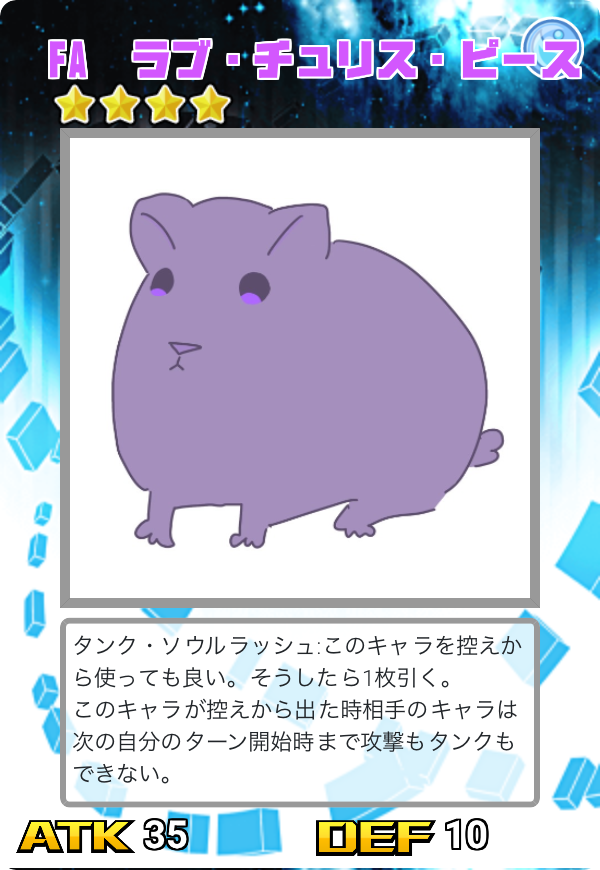 FA ラブ・チュリス・ピース
タンク・ソウルラッシュ:このキャラを控えか
ら使っても良い。そうしたら1枚引く。
このキャラが控えから出た時相手のキャラは
次の自分のターン開始時まで攻撃もタンクも
できない。
ATK 35 DEF 10